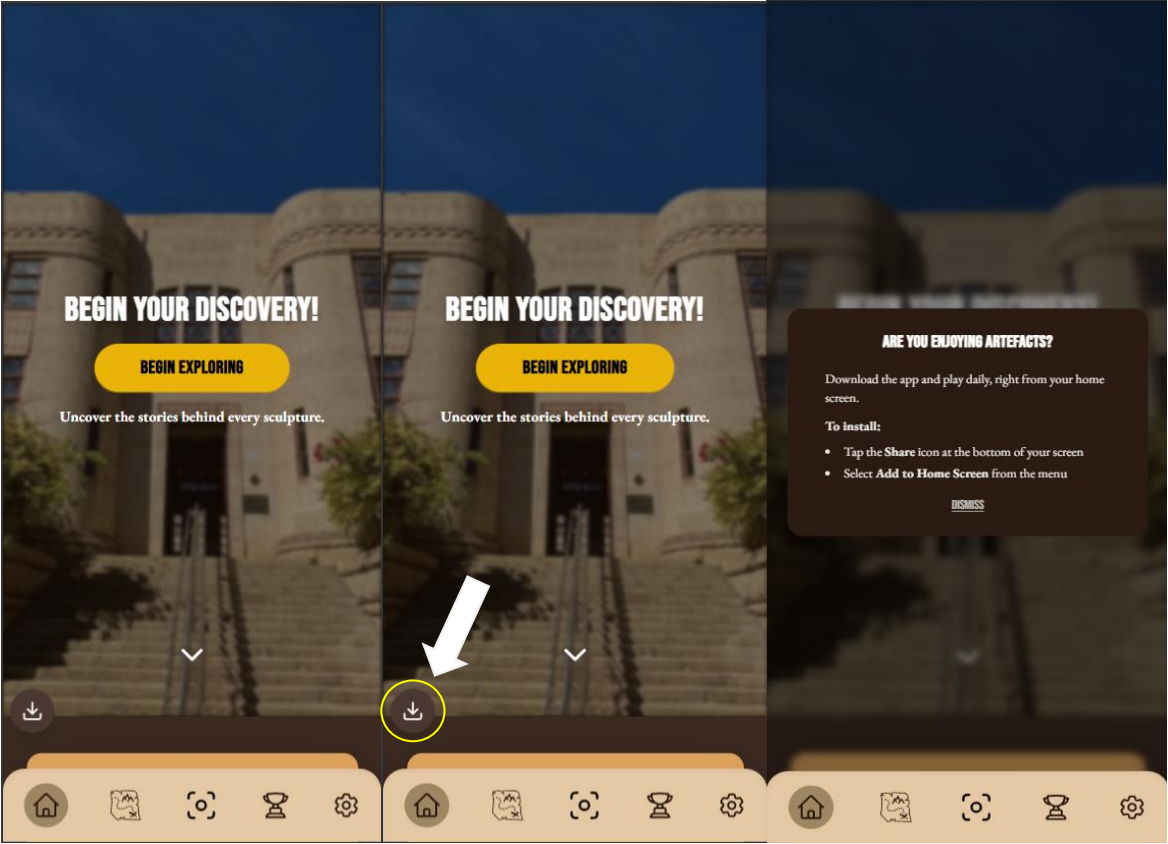 BEGIN YOUR DISCOVERY!
BEGIN EXPLORING
Uncover the stories behind every sculpture.
BEGIN YOUR DISCOVERY!
BEGIN EXPLORING
Uncover the stories behind every sculpture.
ARE YOU ENJOYING ARTEFACTS?
Download the app and play daily, right from your home
screen.
To install:
• Tap the Share icon at the bottom of your screen
• Select Add to Home Screen from the menu
DISMISS